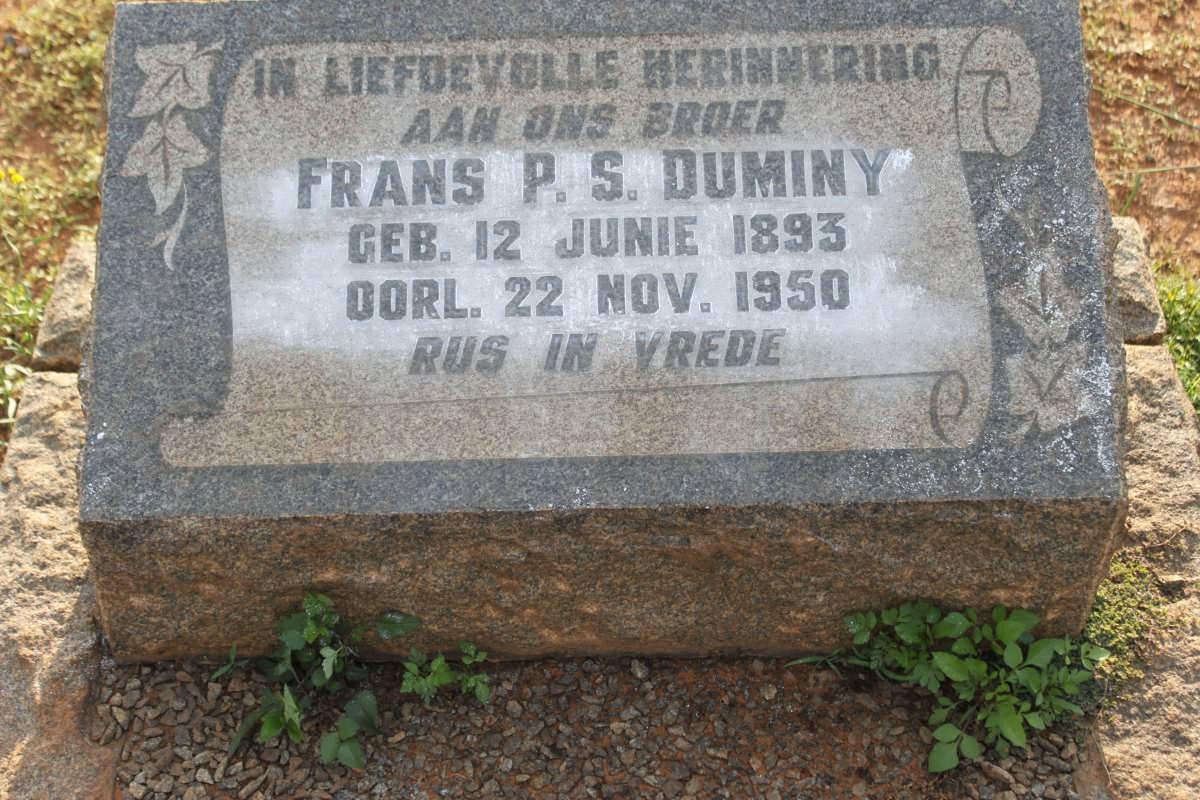 IN LIEFDEVOLLE HERINNERING
AAN ONS BROER
FRANS P. S. DUMINY
GEB. 12 JUNIE 1893
OORL. 22 NOV. 1950
RUS IN VREDE